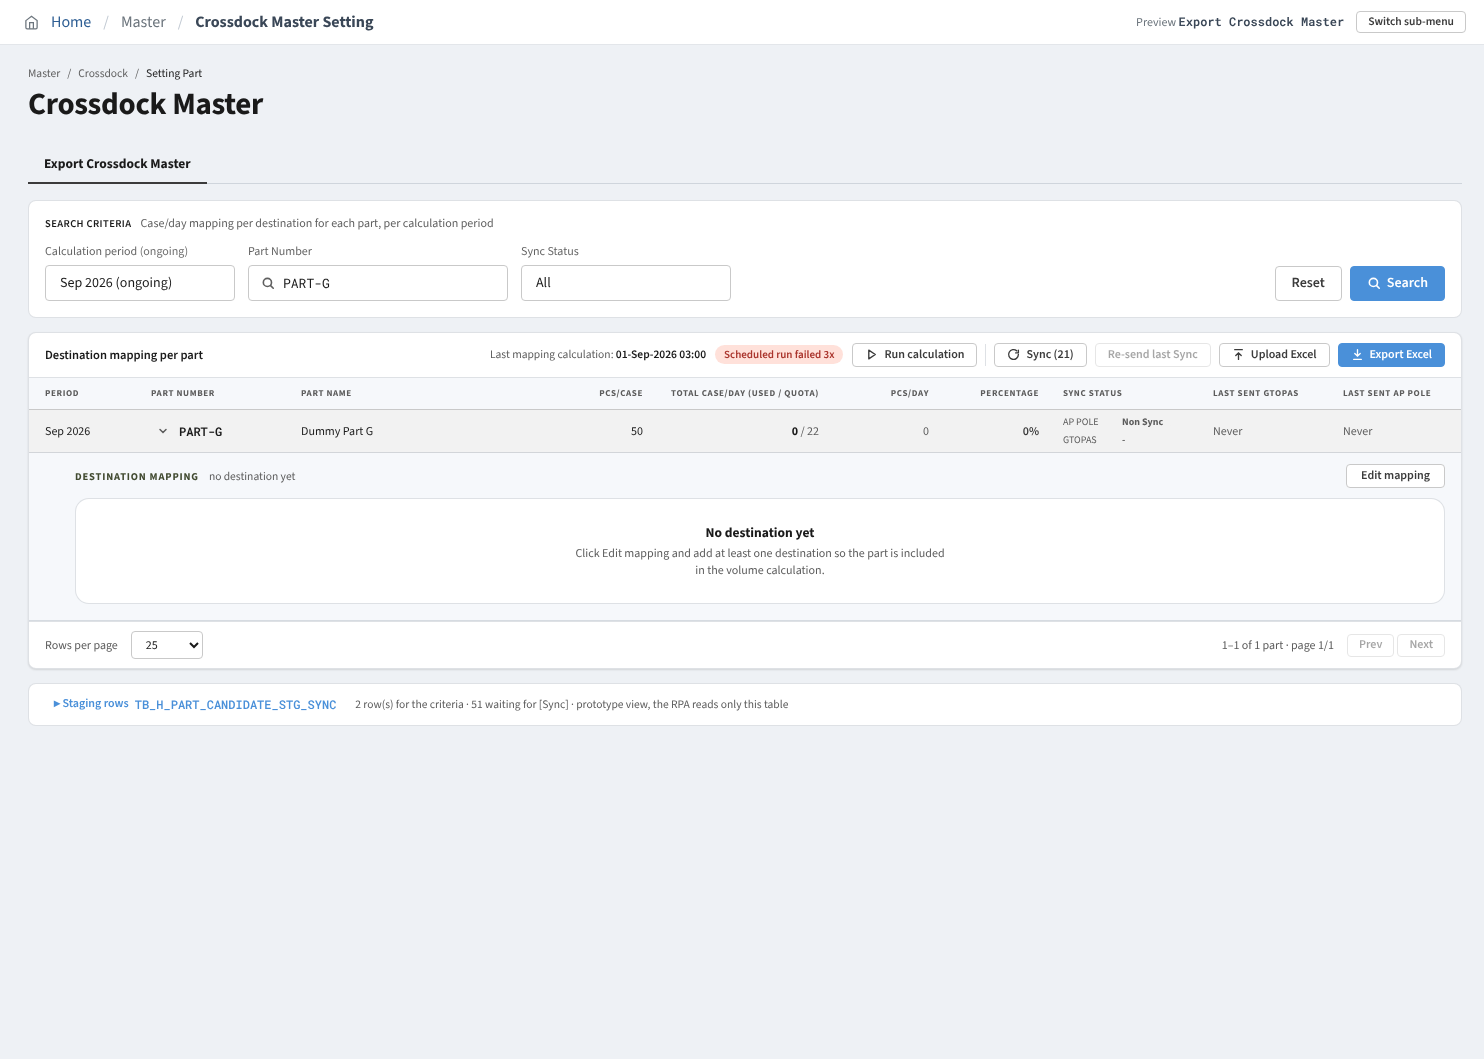 Home / Master / Crossdock Master Setting
Preview Export Crossdock Master
Switch sub-menu
Master / Crossdock / Setting Part
Crossdock Master
Export Crossdock Master
SEARCH CRITERIA Case/day mapping per destination for each part, per calculation period
Calculation period (ongoing) Part Number Sync Status
Sep 2026 (ongoing) PART-G All Reset Search
Destination mapping per part Last mapping calculation: 01-Sep-2026 03:00 Scheduled run failed 3x Run calculation Sync (21) Re-send last Sync Upload Excel Export Excel
PERIOD PART NUMBER PART NAME PCS/CASE TOTAL CASE/DAY (USED / QUOTA) PCS/DAY PERCENTAGE SYNC STATUS LAST SENT GTOPAS LAST SENT AP POLE
Sep 2026 PART-G Dummy Part G 50 0 / 22 0 0% AP POLE Non Sync Never Never
GTOPAS -
DESTINATION MAPPING no destination yet Edit mapping
No destination yet
Click Edit mapping and add at least one destination so the part is included
in the volume calculation.
Rows per page 25 1–1 of 1 part · page 1/1 Prev Next
▸ Staging rows TB_H_PART_CANDIDATE_STG_SYNC 2 row(s) for the criteria · 51 waiting for [Sync] · prototype view, the RPA reads only this table